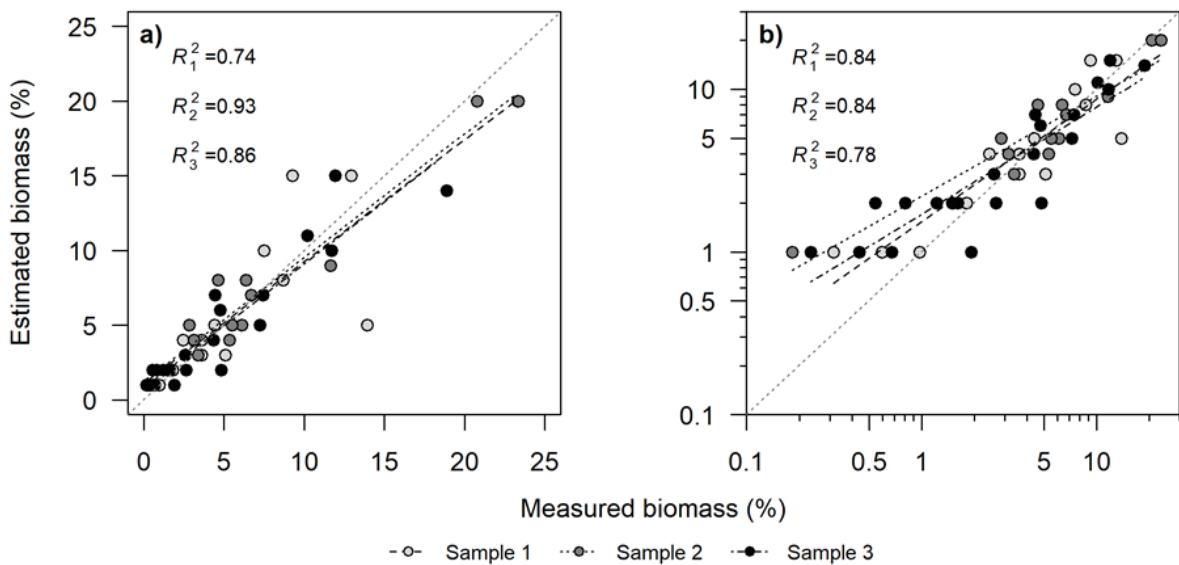 a)
R₁² =0.74
R₂² =0.93
R₃² =0.86
25
20
15
10
5
0
0 5 10 15 20 25
Estimated biomass (%)
b)
R₁² =0.84
R₂² =0.84
R₃² =0.78
10
5
1
0.5
0.1
0.1 0.5 1 5 10
Measured biomass (%)
Sample 1 Sample 2 Sample 3